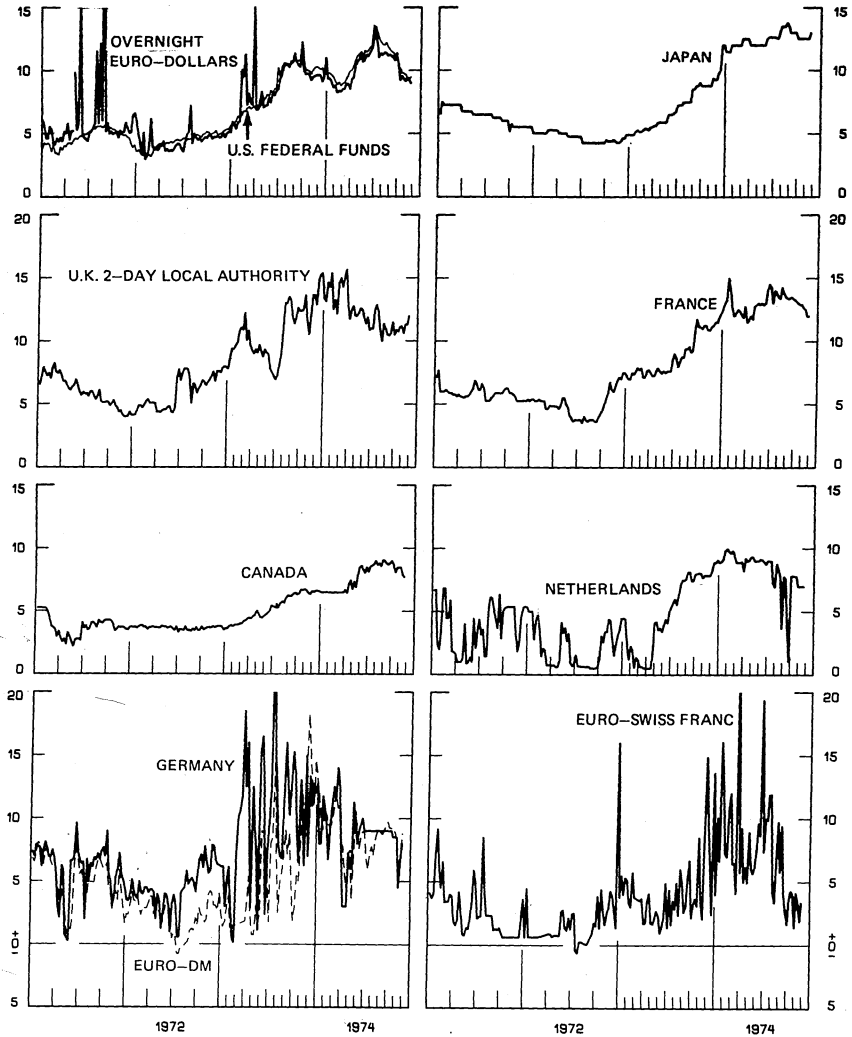 15 15
OVERNIGHT
EURO–DOLLARS
JAPAN
10 10
5 5
U.S. FEDERAL FUNDS
0 0
20 20
U.K. 2–DAY LOCAL AUTHORITY
15 15
FRANCE
10 10
5 5
0 0
15 15
CANADA
10 10
NETHERLANDS
5 5
0 0
20 20
EURO–SWISS FRANC
15 15
GERMANY
10 10
5 5
+ +
0 0
– –
EURO–DM
5 5
1972 1974 1972 1974